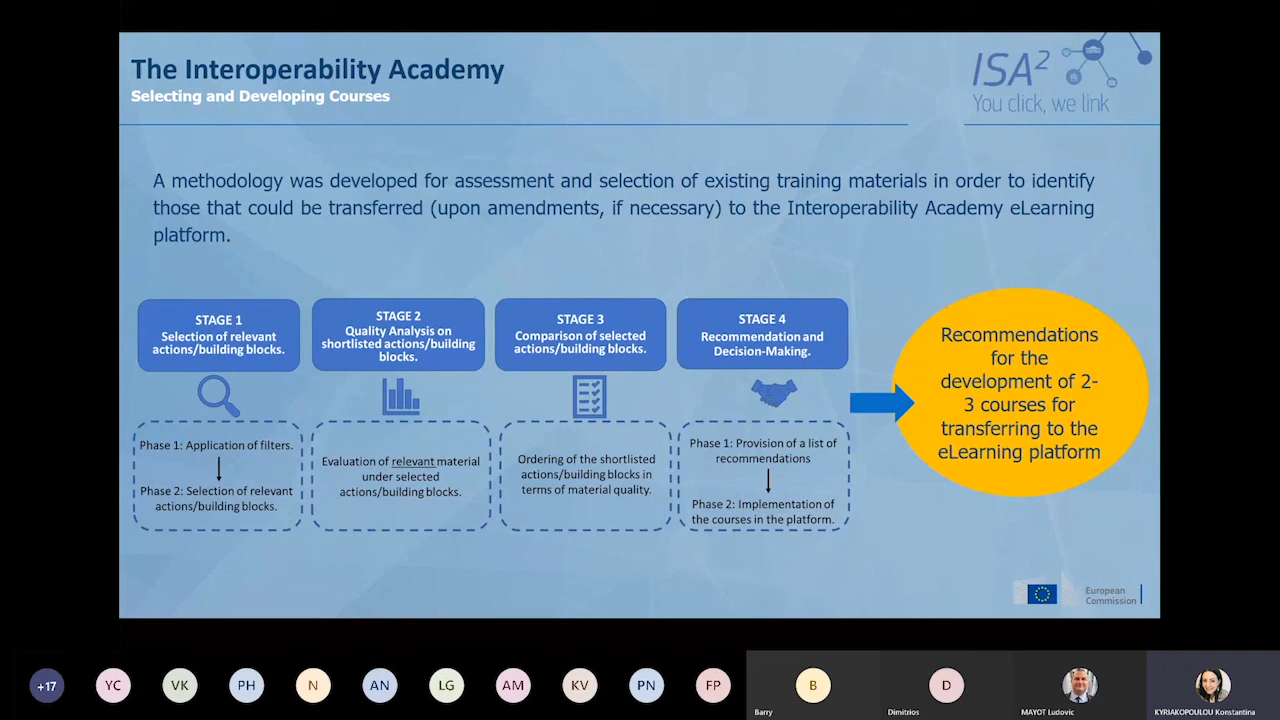 The Interoperability Academy
Selecting and Developing Courses
ISA²
You click, we link
A methodology was developed for assessment and selection of existing training materials in order to identify
those that could be transferred (upon amendments, if necessary) to the Interoperability Academy eLearning
platform.
STAGE 1
Selection of relevant
actions/building blocks.
STAGE 2
Quality Analysis on
shortlisted actions/building
blocks.
STAGE 3
Comparison of selected
actions/building blocks.
STAGE 4
Recommendation and
Decision-Making.
Phase 1: Application of filters.
Phase 2: Selection of relevant
actions/building blocks.
Evaluation of relevant material
under selected
actions/building blocks.
Ordering of the shortlisted
actions/building blocks in
terms of material quality.
Phase 1: Provision of a list of
recommendations
Phase 2: Implementation of
the courses in the platform.
Recommendations
for the
development of 2-
3 courses for
transferring to the
eLearning platform
European
Commission
+17
YC
VK
PH
N
AN
LG
AM
KV
PN
FP
B
Barry
D
Dimitrios
MAYOT Ludovic
KYRIAKOPOULOU Konstantina